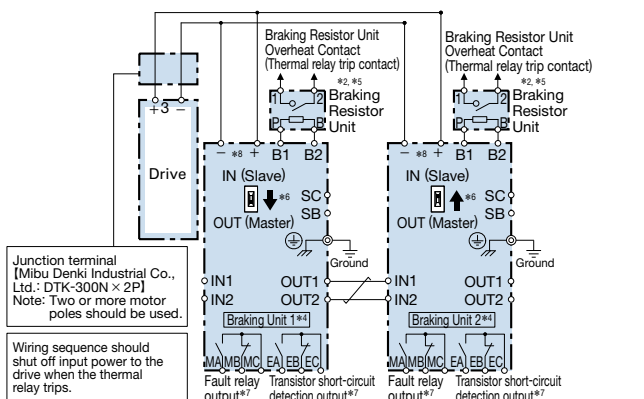 Braking Resistor Unit
Overheat Contact
(Thermal relay trip contact)
*2, *5
1 2
Braking
Resistor
Unit
P B
Braking Resistor Unit
Overheat Contact
(Thermal relay trip contact)
*2, *5
1 2
Braking
Resistor
Unit
P B
+3 −
Drive
− *8 + B1 B2
IN (Slave)
*6
SC
SB
OUT (Master)
Ground
IN1 OUT1
IN2 OUT2
Braking Unit 1*4
MA MB MC EA EB EC
Fault relay
output*7
Transistor short-circuit
detection output*7
− *8 + B1 B2
IN (Slave)
*6
SC
SB
OUT (Master)
Ground
IN1 OUT1
IN2 OUT2
Braking Unit 2*4
MA MB MC EA EB EC
Fault relay
output*7
Transistor short-circuit
detection output*7
Junction terminal
【Mibu Denki Industrial Co.,
Ltd.: DTK-300N × 2P】
Note: Two or more motor
poles should be used.
Wiring sequence should
shut off input power to the
drive when the thermal
relay trips.